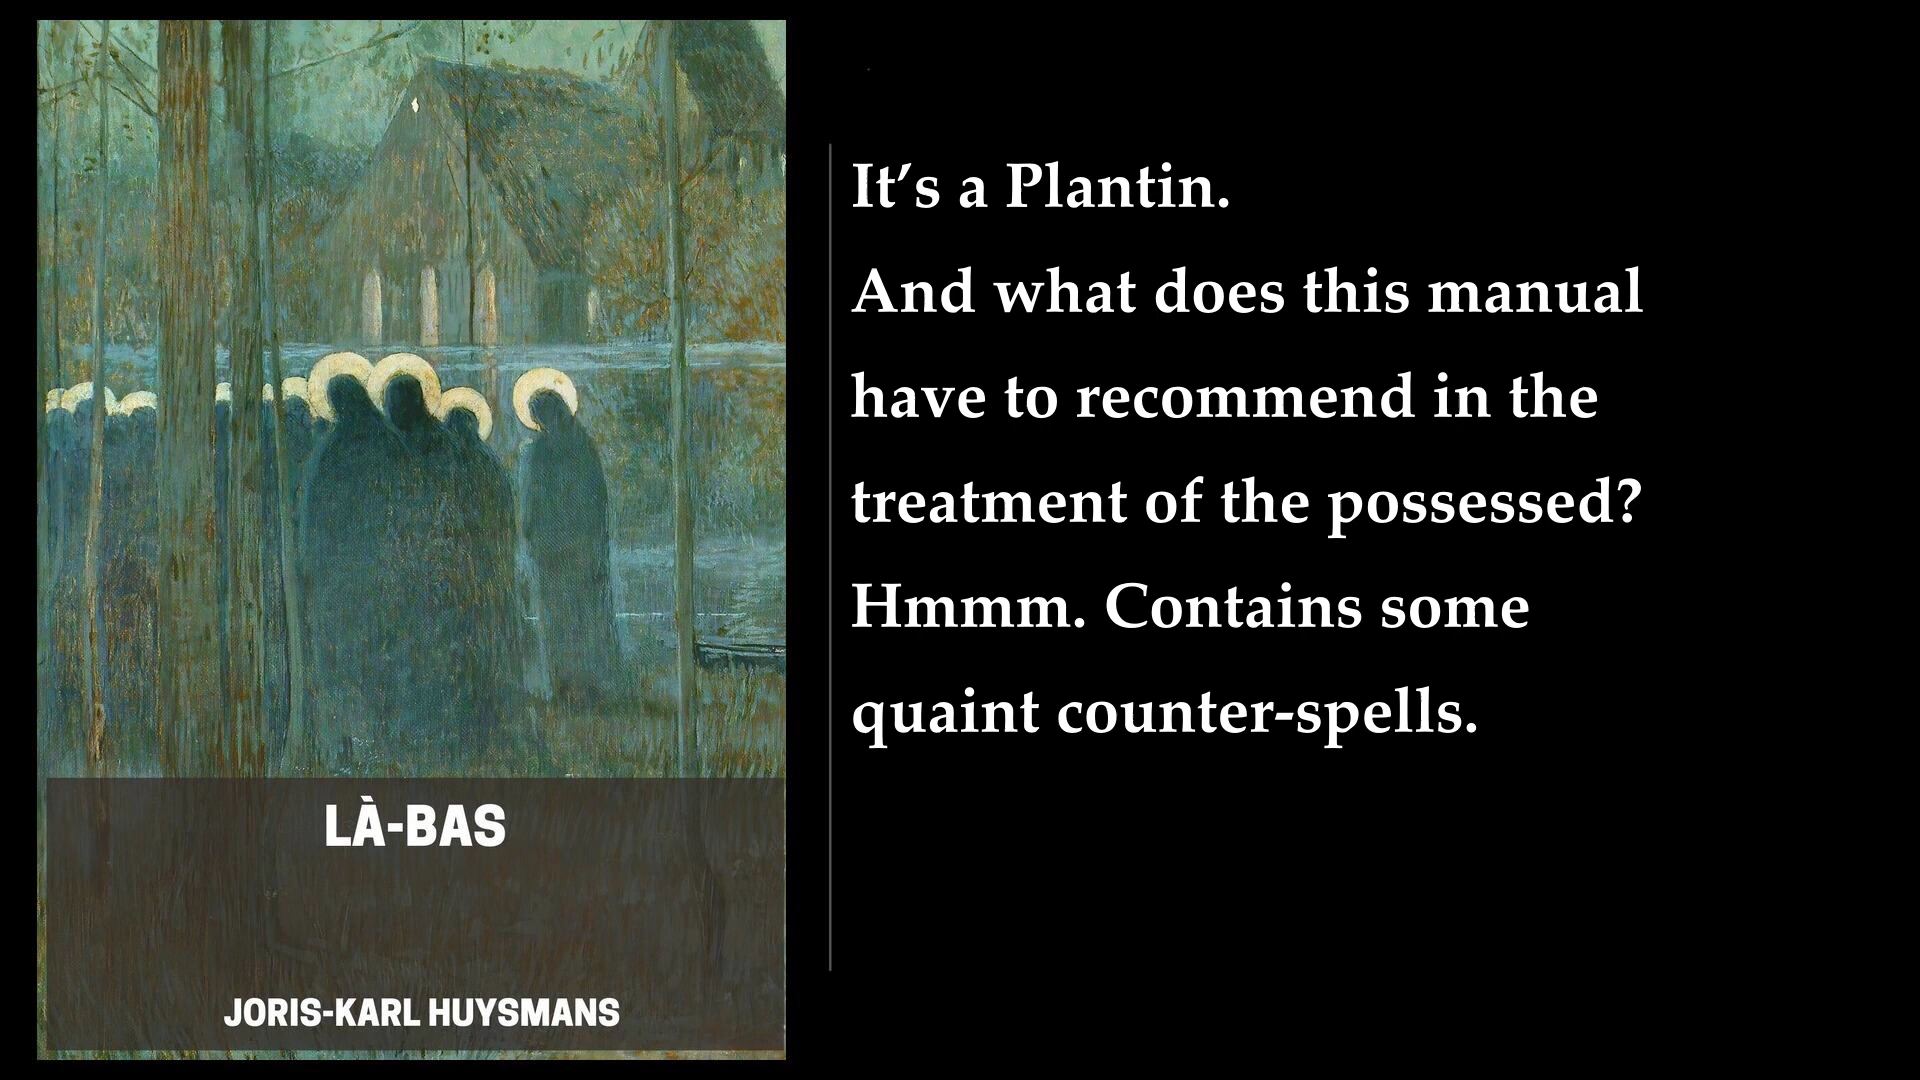 LÀ-BAS
JORIS-KARL HUYSMANS
It’s a Plantin.
And what does this manual
have to recommend in the
treatment of the possessed?
Hmmm. Contains some
quaint counter-spells.